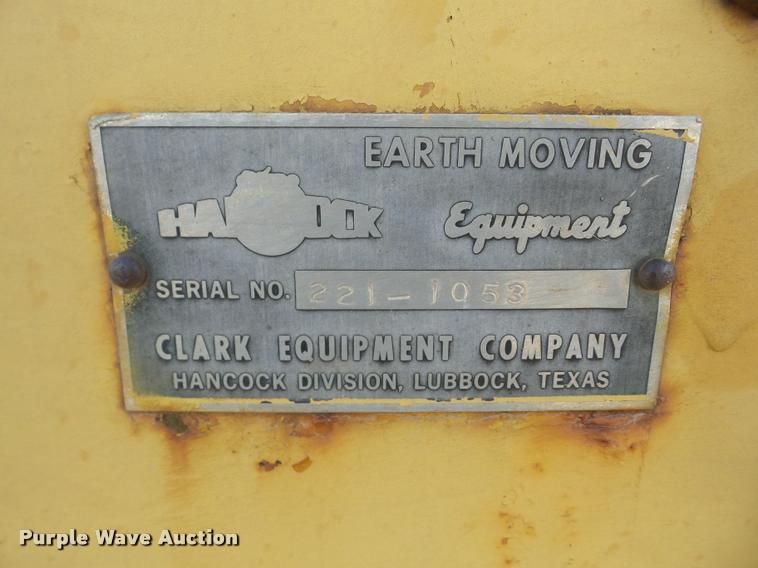 EARTH MOVING
HANCOCK Equipment
SERIAL NO. 221-1053
CLARK EQUIPMENT COMPANY
HANCOCK DIVISION, LUBBOCK, TEXAS
Purple Wave Auction